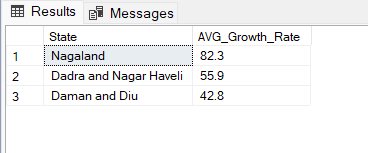 Results Messages
State AVG_Growth_Rate
1 Nagaland 82.3
2 Dadra and Nagar Haveli 55.9
3 Daman and Diu 42.8